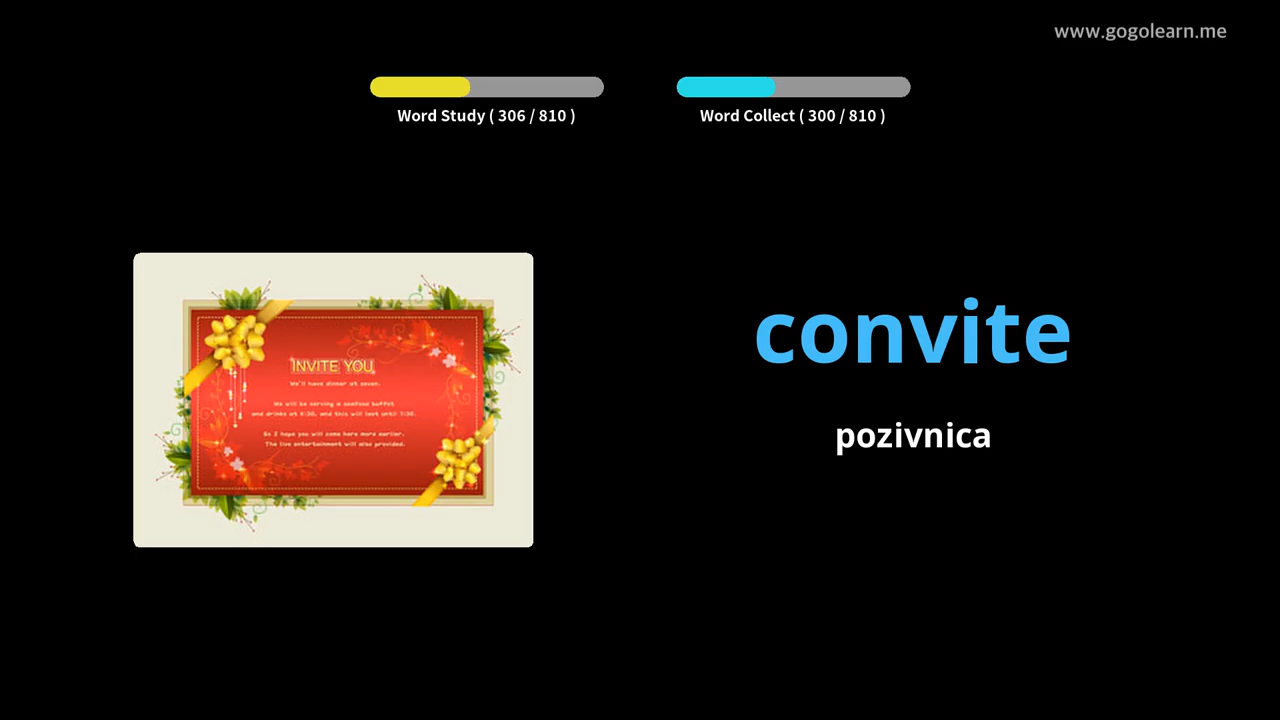 www.gogolearn.me
Word Study ( 306 / 810 )
Word Collect ( 300 / 810 )
INVITE YOU
We'll have dinner at seven.
We will be serving a seafood buffet
and drinks at 6:30, and this will last until 7:30.
So I hope you will come here more earlier.
The live entertainment will also provided.
convite
pozivnica